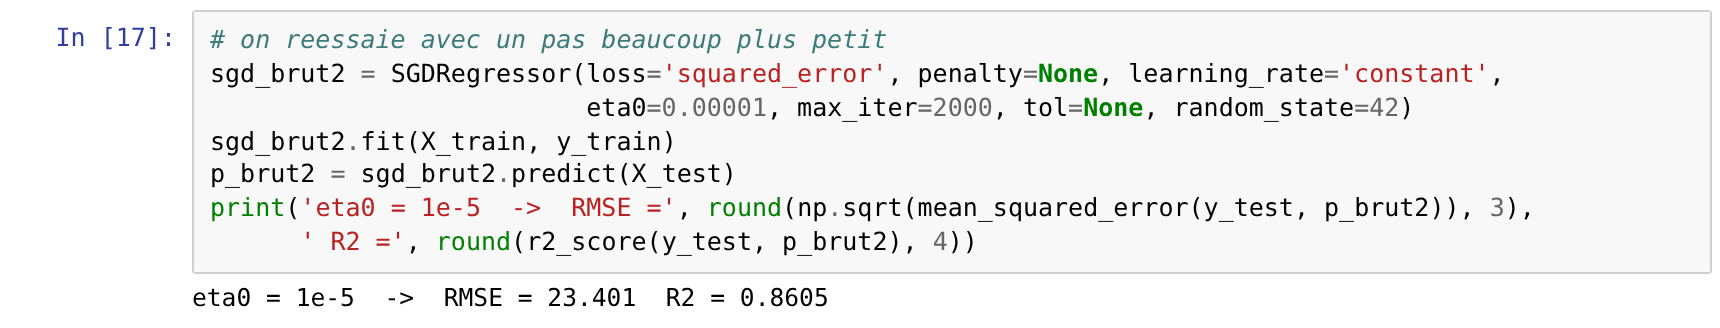 In [17]:
# on reessaie avec un pas beaucoup plus petit
sgd_brut2 = SGDRegressor(loss='squared_error', penalty=None, learning_rate='constant',
                         eta0=0.00001, max_iter=2000, tol=None, random_state=42)
sgd_brut2.fit(X_train, y_train)
p_brut2 = sgd_brut2.predict(X_test)
print('eta0 = 1e-5  ->  RMSE =', round(np.sqrt(mean_squared_error(y_test, p_brut2)), 3),
      ' R2 =', round(r2_score(y_test, p_brut2), 4))
eta0 = 1e-5  ->  RMSE = 23.401  R2 = 0.8605